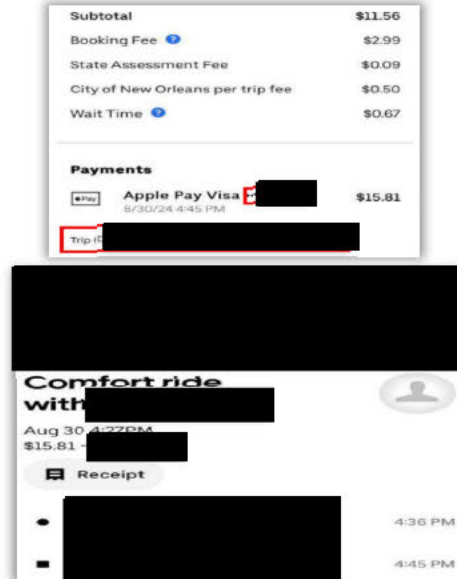 Subtotal $11.56
Booking Fee $2.99
State Assessment Fee $0.09
City of New Orleans per trip fee $0.50
Wait Time $0.67
Payments
Pay Apple Pay Visa $15.81
8/30/24 4:45 PM
Trip
Comfort ride
with
Aug 30 4:27PM
$15.81
Receipt
4:36 PM
4:45 PM